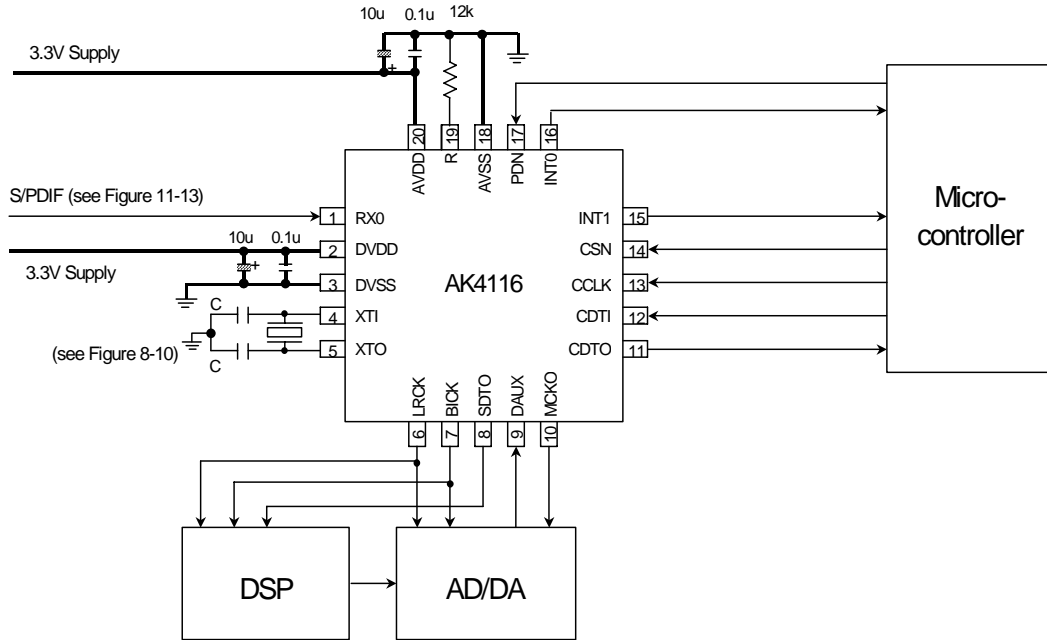 10u 0.1u 12k
3.3V Supply
+
20 19 18 17 16
AVDD R AVSS PDN INT0
S/PDIF (see Figure 11-13)
1 RX0 INT1 15
10u 0.1u
+
2 DVDD CSN 14
3.3V Supply
3 DVSS AK4116 CCLK 13
C
4 XTI CDTI 12
(see Figure 8-10)
5 XTO CDTO 11
C
LRCK BICK SDTO DAUX MCKO
6 7 8 9 10
Micro-
controller
DSP AD/DA